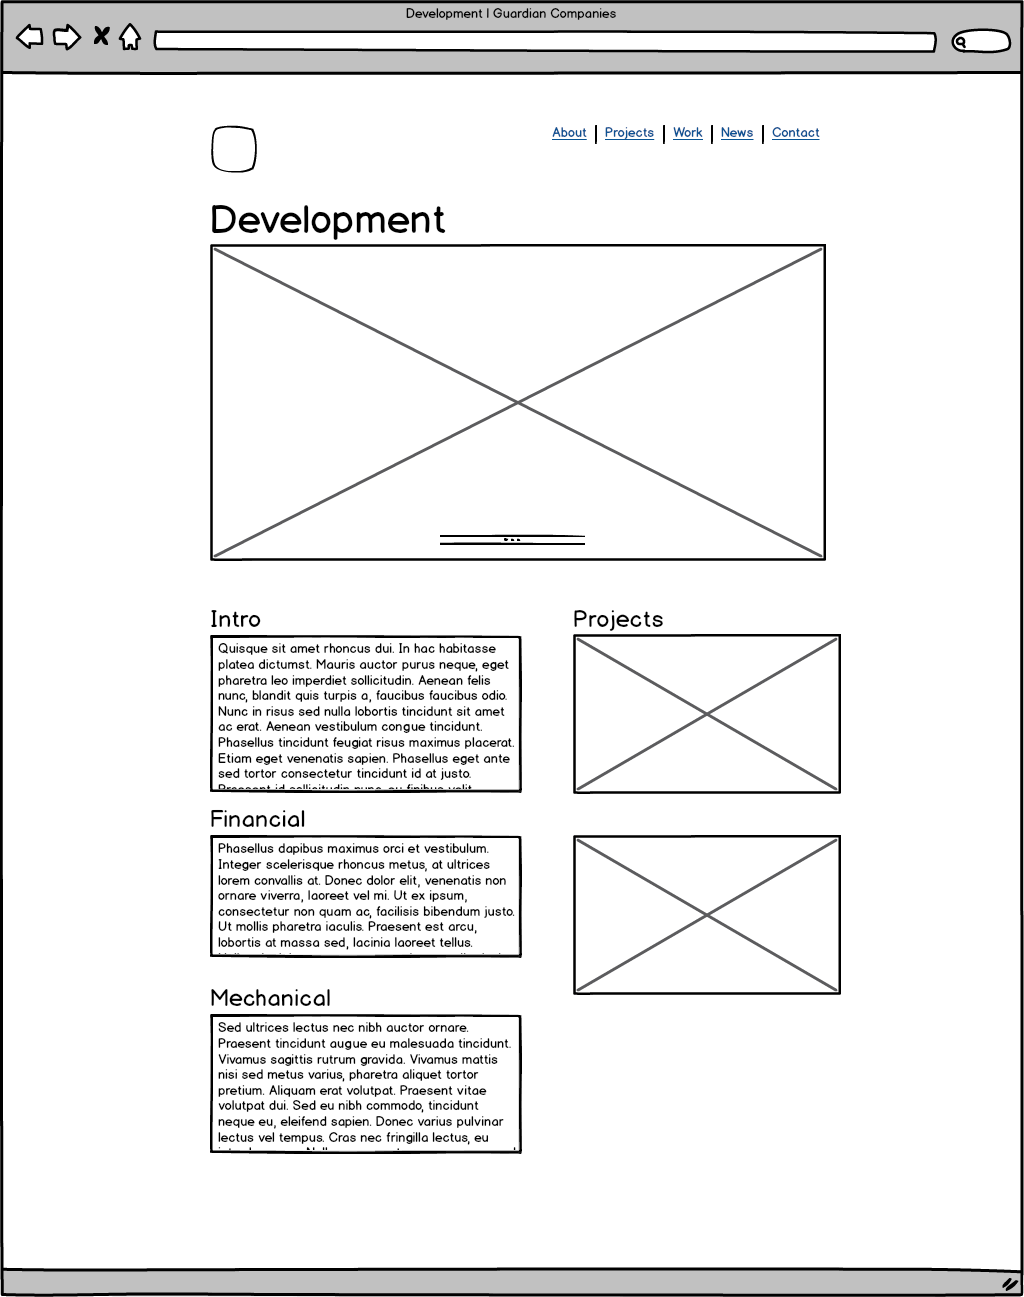 Development | Guardian Companies
About | Projects | Work | News | Contact
Development
Intro
Quisque sit amet rhoncus dui. In hac habitasse
platea dictumst. Mauris auctor purus neque, eget
pharetra leo imperdiet sollicitudin. Aenean felis
nunc, blandit quis turpis a, faucibus faucibus odio.
Nunc in risus sed nulla lobortis tincidunt sit amet
ac erat. Aenean vestibulum congue tincidunt.
Phasellus tincidunt feugiat risus maximus placerat.
Etiam eget venenatis sapien. Phasellus eget ante
sed tortor consectetur tincidunt id at justo.
Praesent id sollicitudin nunc, eu finibus velit.
Financial
Phasellus dapibus maximus orci et vestibulum.
Integer scelerisque rhoncus metus, at ultrices
lorem convallis at. Donec dolor elit, venenatis non
ornare viverra, laoreet vel mi. Ut ex ipsum,
consectetur non quam ac, facilisis bibendum justo.
Ut mollis pharetra iaculis. Praesent est arcu,
lobortis at massa sed, lacinia laoreet tellus.
Mechanical
Sed ultrices lectus nec nibh auctor ornare.
Praesent tincidunt augue eu malesuada tincidunt.
Vivamus sagittis rutrum gravida. Vivamus mattis
nisi sed metus varius, pharetra aliquet tortor
pretium. Aliquam erat volutpat. Praesent vitae
volutpat dui. Sed eu nibh commodo, tincidunt
neque eu, eleifend sapien. Donec varius pulvinar
lectus vel tempus. Cras nec fringilla lectus, eu
Projects